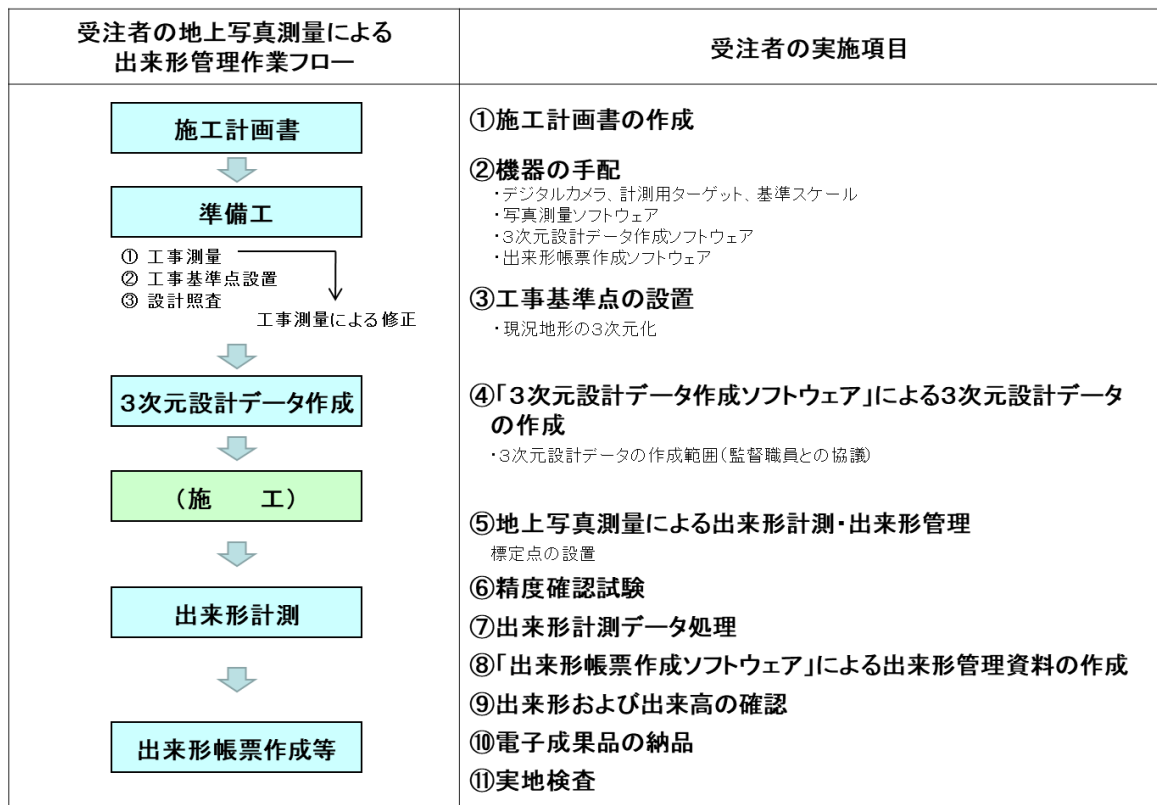 受注者の地上写真測量による
出来形管理作業フロー
受注者の実施項目
施工計画書
準備工
① 工事測量
② 工事基準点設置
③ 設計照査
工事測量による修正
3次元設計データ作成
(施　工)
出来形計測
出来形帳票作成等
①施工計画書の作成
②機器の手配
・デジタルカメラ、計測用ターゲット、基準スケール
・写真測量ソフトウェア
・3次元設計データ作成ソフトウェア
・出来形帳票作成ソフトウェア
③工事基準点の設置
・現況地形の3次元化
④「3次元設計データ作成ソフトウェア」による3次元設計データ
の作成
・3次元設計データの作成範囲(監督職員との協議)
⑤地上写真測量による出来形計測・出来形管理
標定点の設置
⑥精度確認試験
⑦出来形計測データ処理
⑧「出来形帳票作成ソフトウェア」による出来形管理資料の作成
⑨出来形および出来高の確認
⑩電子成果品の納品
⑪実地検査